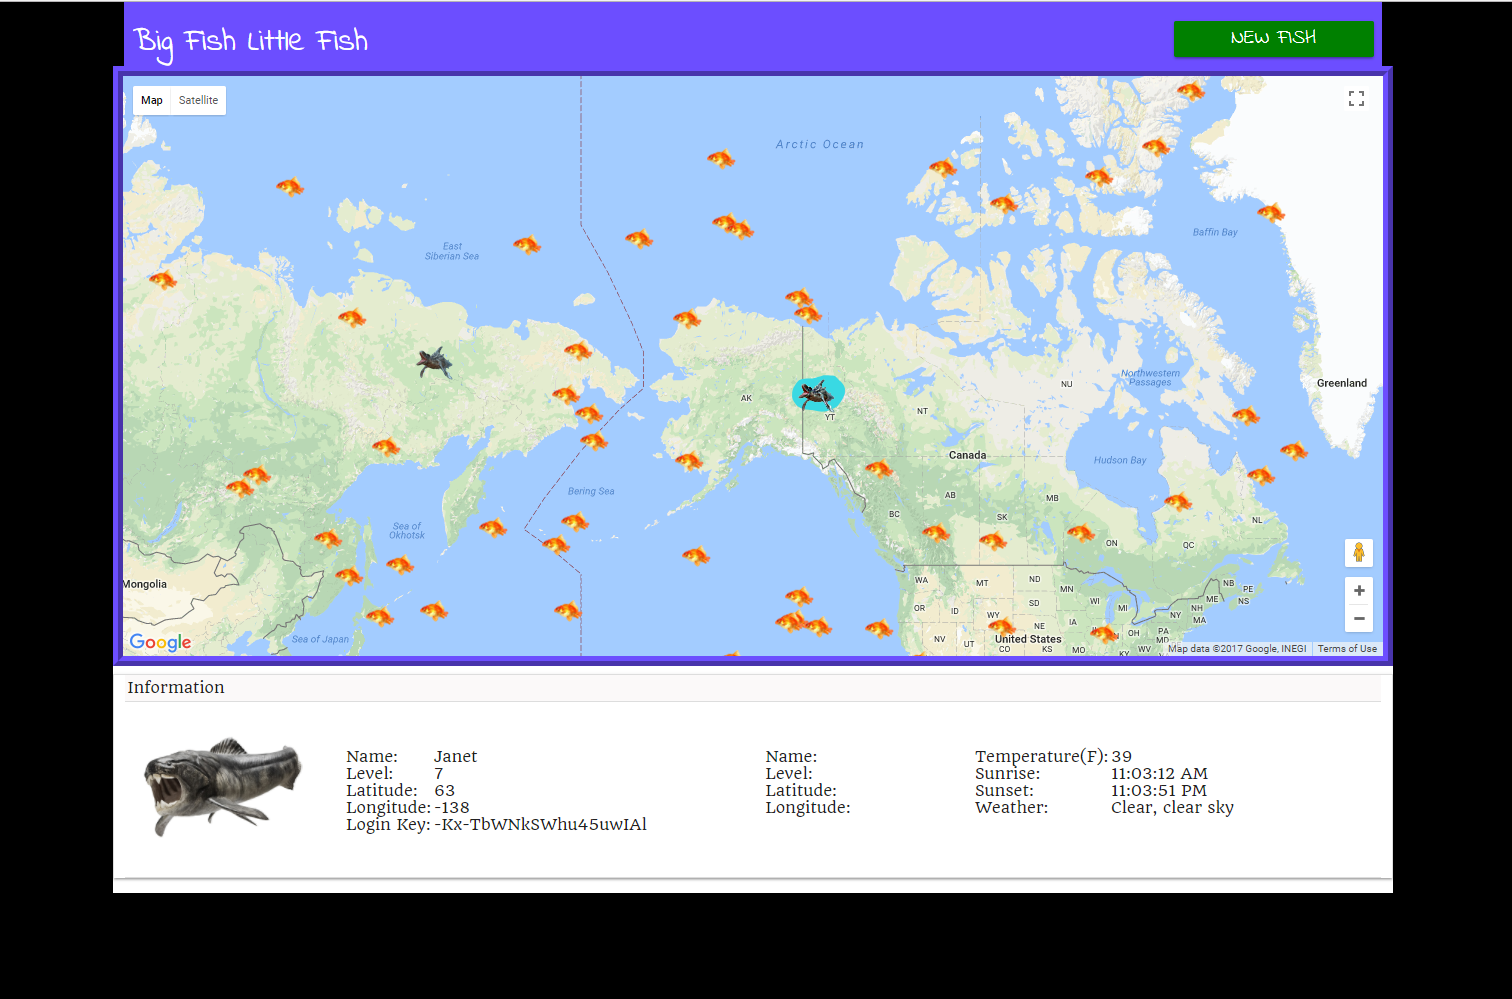 Big Fish Little Fish
NEW FISH
Map Satellite
Arctic Ocean
Baffin Bay
East
Siberian Sea
Northwestern
Passages
Greenland
NU
AK
NT
YT
Canada
Hudson Bay
Bering Sea
AB
MB
SK
BC
NL
Sea of
Okhotsk
ON
QC
Mongolia
WA
MT
ND
MN
NB
PE
NS
ME
OR
ID
SD
WI
MI
NH
NY
MA
WY
IA
Sea of Japan
NE
OH
PA
MD
NV
UT
United States
CO
KS
MO
KY
WV
Google
Map data ©2017 Google, INEGI Terms of Use
Information
Name: Janet
Level: 7
Latitude: 63
Longitude: -138
Login Key: -Kx-TbWNkSWhu45uwIAl
Name:
Level:
Latitude:
Longitude:
Temperature(F): 39
Sunrise: 11:03:12 AM
Sunset: 11:03:51 PM
Weather: Clear, clear sky